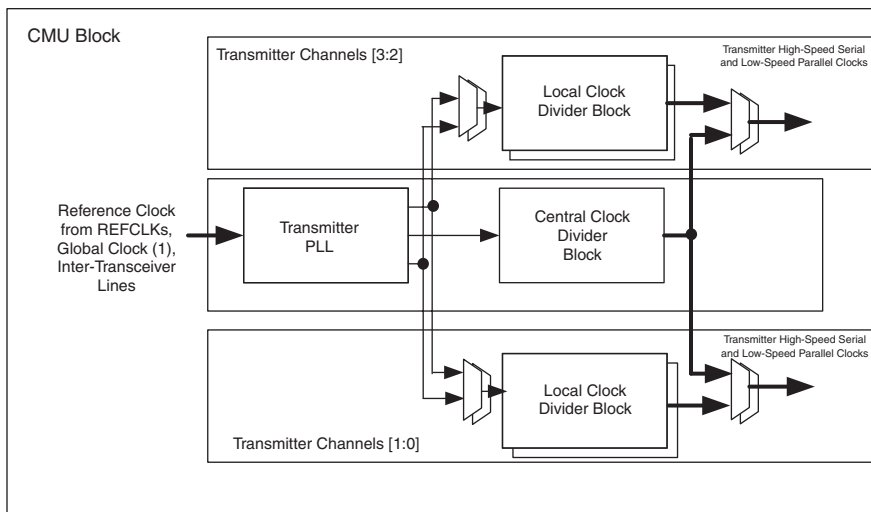 CMU Block
Transmitter Channels [3:2]
Transmitter High-Speed Serial
and Low-Speed Parallel Clocks
Local Clock
Divider Block
Reference Clock
from REFCLKs,
Global Clock (1),
Inter-Transceiver
Lines
Transmitter
PLL
Central Clock
Divider
Block
Transmitter High-Speed Serial
and Low-Speed Parallel Clocks
Local Clock
Divider Block
Transmitter Channels [1:0]